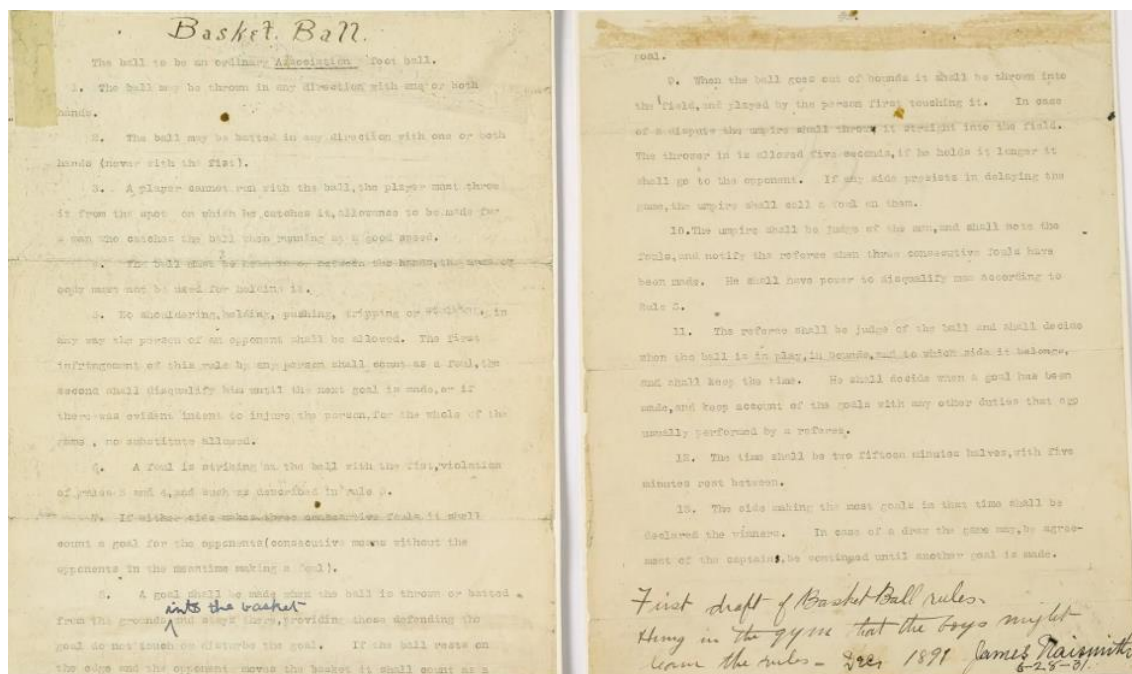 Basket Ball.
The ball to be an ordinary Association foot ball.
1. The ball may be thrown in any direction with one or both
hands.
2. The ball may be batted in any direction with one or both
hands (never with the fist).
3. A player cannot run with the ball, the player must throw
it from the spot on which he catches it, allowance to be made for
a man who catches the ball when running at a good speed.
4. The ball must be held in or between the hands, the arms or
body must not be used for holding it.
5. No shouldering, holding, pushing, tripping or striking in
any way the person of an opponent shall be allowed. The first
infringement of this rule by any person shall count as a foul, the
second shall disqualify him until the next goal is made, or if
there was evident intent to injure the person, for the whole of the
game, no substitute allowed.
6. A foul is striking at the ball with the fist, violation
of rules 3 and 4, and such as described in rule 5.
7. If either side makes three consecutive fouls it shall
count a goal for the opponents (consecutive means without the
opponents in the meantime making a foul).
8. A goal shall be made when the ball is thrown or batted
into the basket
from the grounds and stays there, providing those defending the
goal do not touch or disturbe the goal. If the ball rests on
the edge and the opponent moves the basket it shall count as a
goal.
9. When the ball goes out of bounds it shall be thrown into
the field, and played by the person first touching it. In case
of a dispute the umpire shall throw it straight into the field.
The thrower in is allowed five seconds, if he holds it longer it
shall go to the opponent. If any side presists in delaying the
game, the umpire shall call a foul on them.
10. The umpire shall be judge of the men, and shall note the
fouls, and notify the referee when three consecutive fouls have
been made. He shall have power to disqualify men according to
Rule 5.
11. The referee shall be judge of the ball and shall decide
when the ball is in play, in bounds, and to which side it belongs,
and shall keep the time. He shall decide when a goal has been
made, and keep account of the goals with any other duties that
usually performed by a referee.
12. The time shall be two fifteen minutes halves, with five
minutes rest between.
13. The side making the most goals in that time shall be
declared the winners. In case of a draw the game may, be agree-
ment of the captains, be continued until another goal is made.
First draft of Basket Ball rules.
Hung in the gym that the boys might
learn the rules - Dec. 1891 James Naismith
6-28-31.